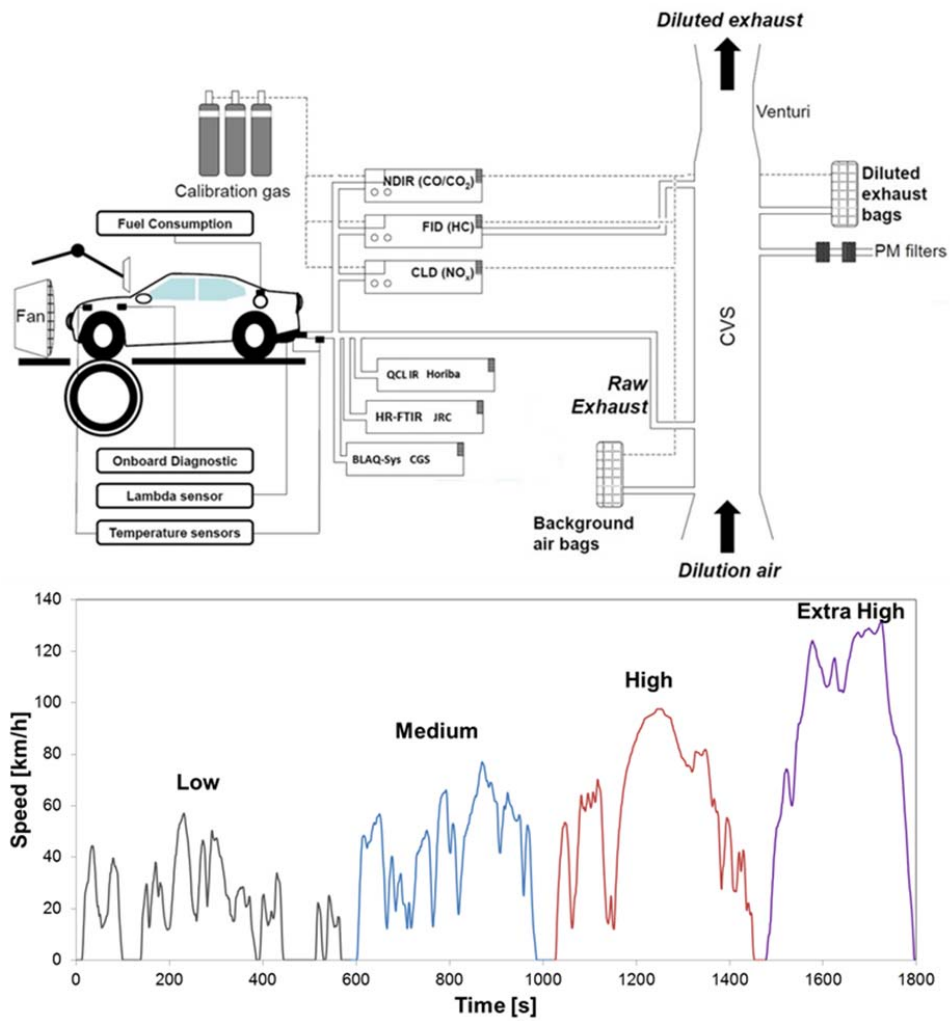 Diluted exhaust
Venturi
Calibration gas
NDIR (CO/CO₂)
Diluted
exhaust
bags
Fuel Consumption
FID (HC)
PM filters
CLD (NOₓ)
Fan
CVS
QCL IR Horiba
Raw
Exhaust
HR-FTIR JRC
Onboard Diagnostic
BLAQ-Sys CGS
Lambda sensor
Temperature sensors
Background
air bags
Dilution air
140
120
100
80
60
40
20
0
Speed [km/h]
Low
Medium
High
Extra High
0 200 400 600 800 1000 1200 1400 1600 1800
Time [s]